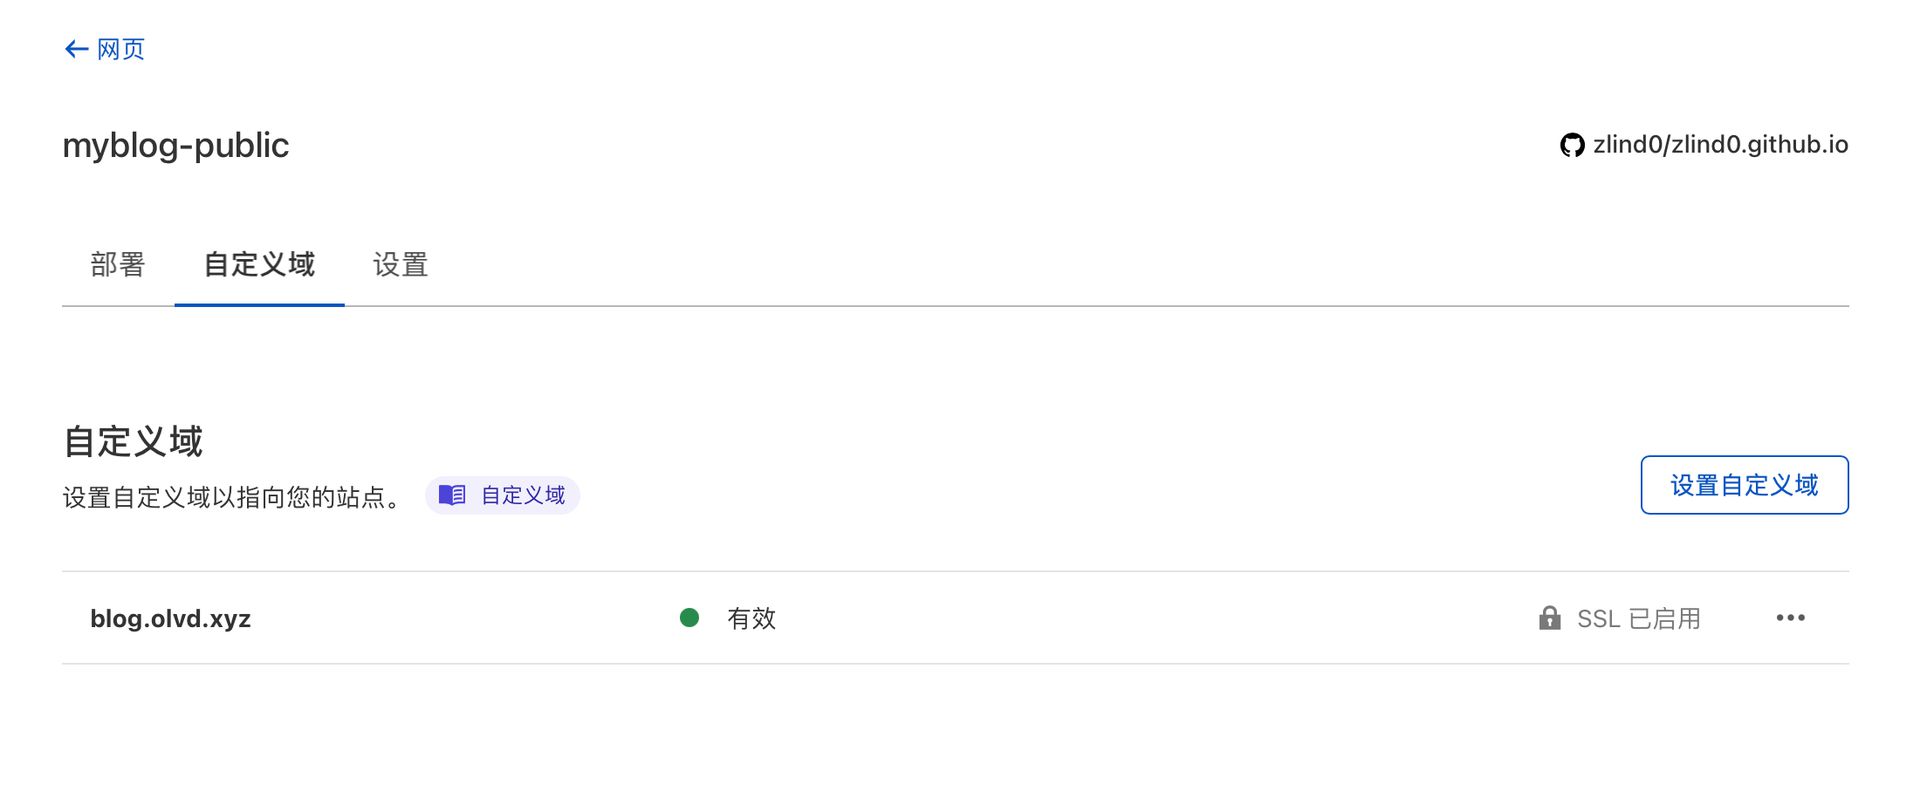 网页
myblog-public
zlind0/zlind0.github.io
部署 自定义域 设置
自定义域
设置自定义域以指向您的站点。 自定义域
设置自定义域
blog.olvd.xyz 有效 SSL 已启用